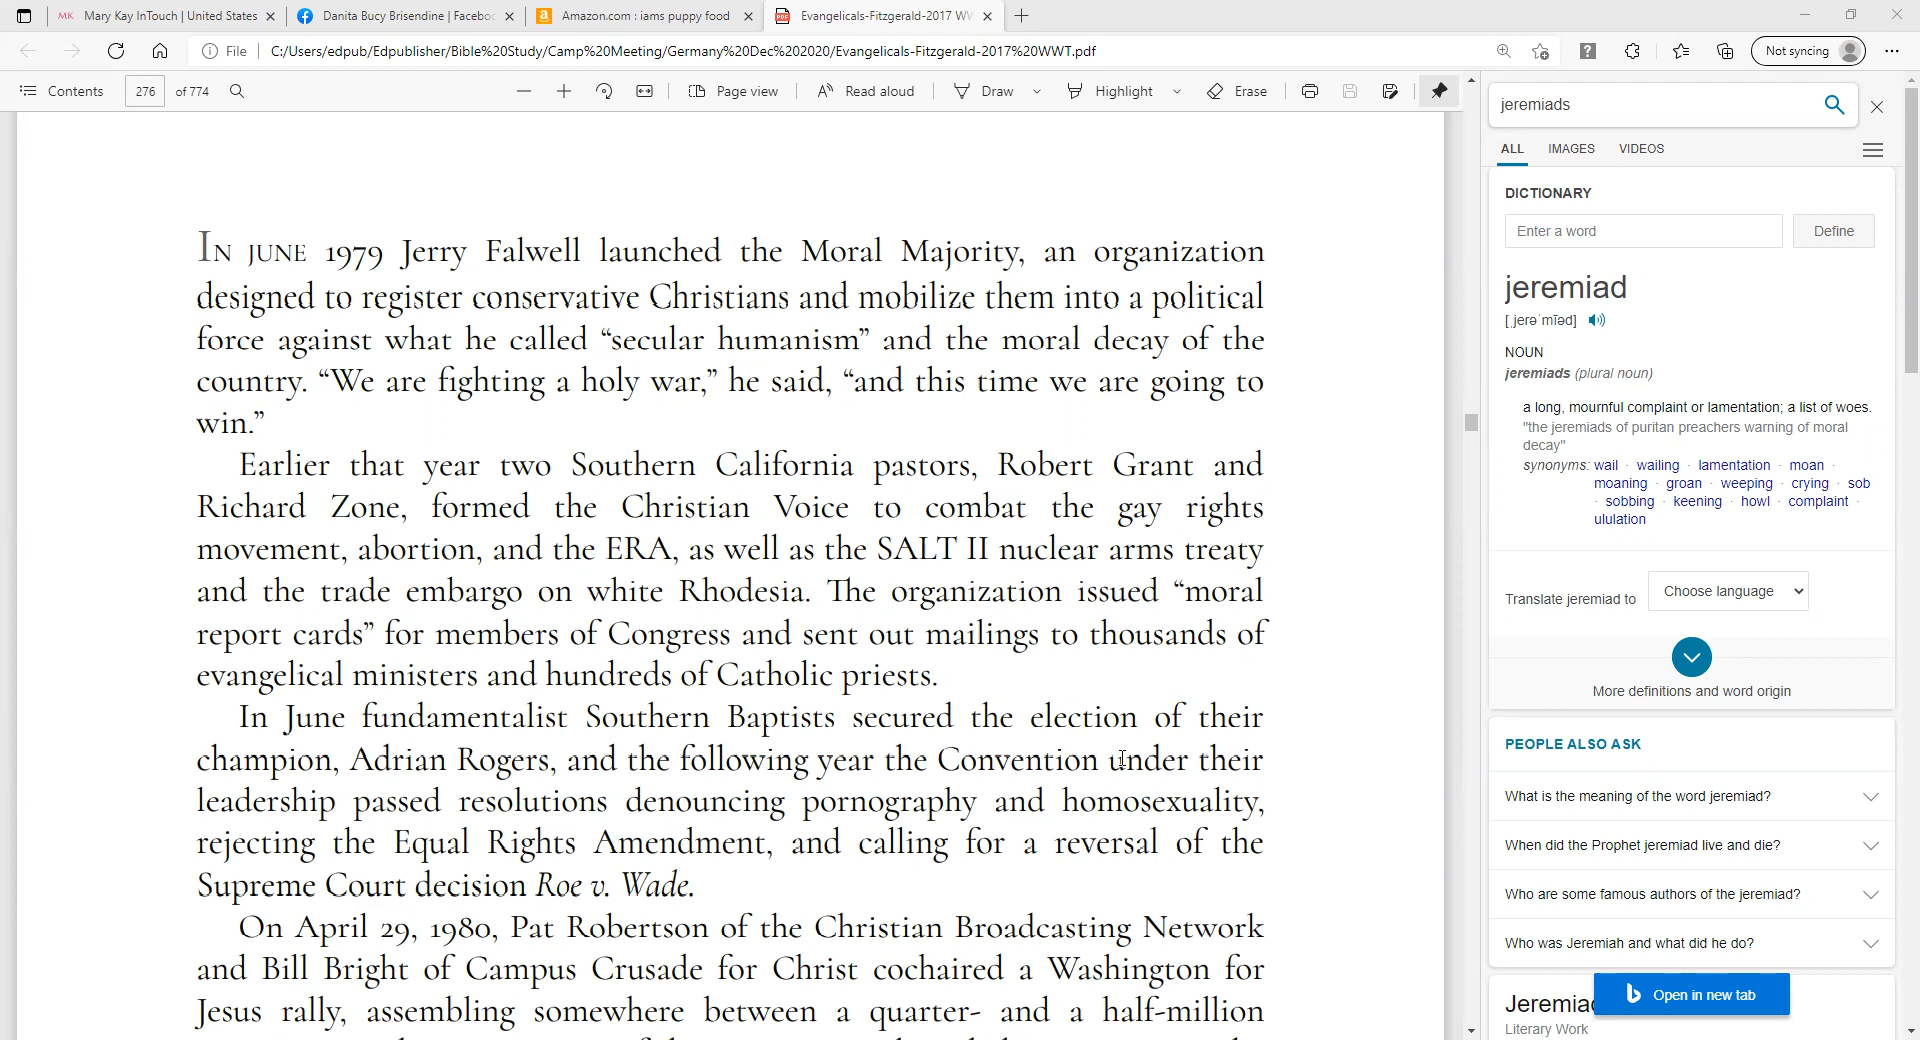 Mary Kay InTouch | United States
Danita Bucy Brisendine | Facebo
Amazon.com : iams puppy food
Evangelicals-Fitzgerald-2017 W
File
C:/Users/edpub/Edpublisher/Bible%20Study/Camp%20Meeting/Germany%20Dec%202020/Evangelicals-Fitzgerald-2017%20WWT.pdf
Not syncing
Contents
276 of 774
Page view
Read aloud
Draw
Highlight
Erase
IN JUNE 1979 Jerry Falwell launched the Moral Majority, an organization
designed to register conservative Christians and mobilize them into a political
force against what he called “secular humanism” and the moral decay of the
country. “We are fighting a holy war,” he said, “and this time we are going to
win.”
Earlier that year two Southern California pastors, Robert Grant and
Richard Zone, formed the Christian Voice to combat the gay rights
movement, abortion, and the ERA, as well as the SALT II nuclear arms treaty
and the trade embargo on white Rhodesia. The organization issued “moral
report cards” for members of Congress and sent out mailings to thousands of
evangelical ministers and hundreds of Catholic priests.
In June fundamentalist Southern Baptists secured the election of their
champion, Adrian Rogers, and the following year the Convention under their
leadership passed resolutions denouncing pornography and homosexuality,
rejecting the Equal Rights Amendment, and calling for a reversal of the
Supreme Court decision Roe v. Wade.
On April 29, 1980, Pat Robertson of the Christian Broadcasting Network
and Bill Bright of Campus Crusade for Christ cochaired a Washington for
Jesus rally, assembling somewhere between a quarter- and a half-million
jeremiads
ALL IMAGES VIDEOS
DICTIONARY
Enter a word
Define
jeremiad
[ˌjerəˈmīəd]
NOUN
jeremiads (plural noun)
a long, mournful complaint or lamentation; a list of woes.
"the jeremiads of puritan preachers warning of moral
decay"
synonyms: wail · wailing · lamentation · moan ·
moaning · groan · weeping · crying · sob
· sobbing · keening · howl · complaint ·
ululation
Translate jeremiad to
Choose language
More definitions and word origin
PEOPLE ALSO ASK
What is the meaning of the word jeremiad?
When did the Prophet jeremiad live and die?
Who are some famous authors of the jeremiad?
Who was Jeremiah and what did he do?
Jeremiad
Open in new tab
Literary Work